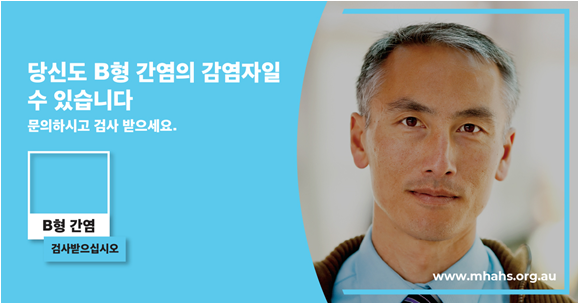 당신도 B형 간염의 감염자일
수 있습니다
문의하시고 검사 받으세요.
B형 간염
검사받으십시오
www.mhahs.org.au